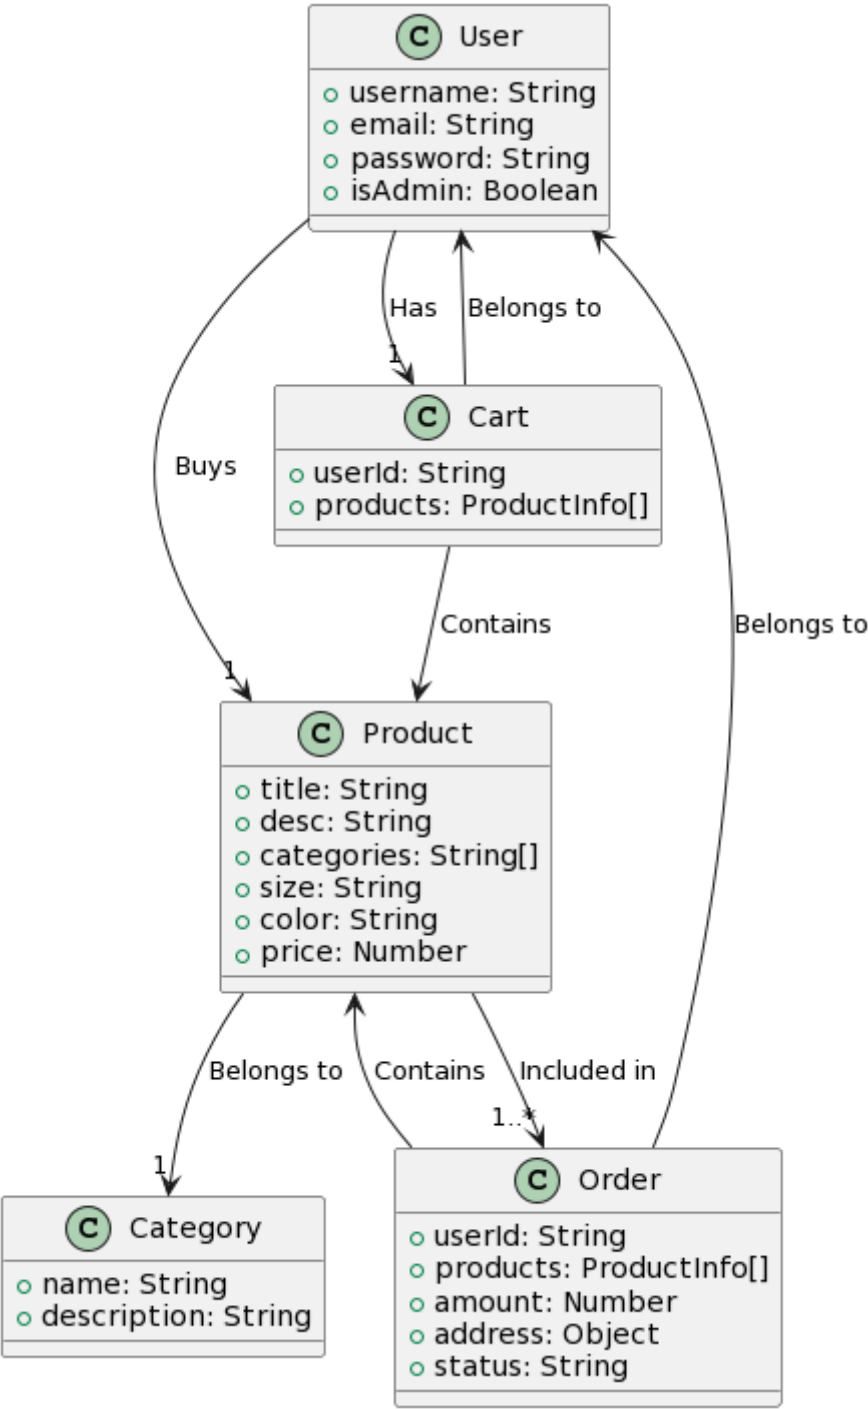 C User
username: String
email: String
password: String
isAdmin: Boolean
Has
Belongs to
1
C Cart
userId: String
products: ProductInfo[]
Buys
Contains
Belongs to
1
C Product
title: String
desc: String
categories: String[]
size: String
color: String
price: Number
Belongs to
Contains
Included in
1..*
1
C Category
name: String
description: String
C Order
userId: String
products: ProductInfo[]
amount: Number
address: Object
status: String